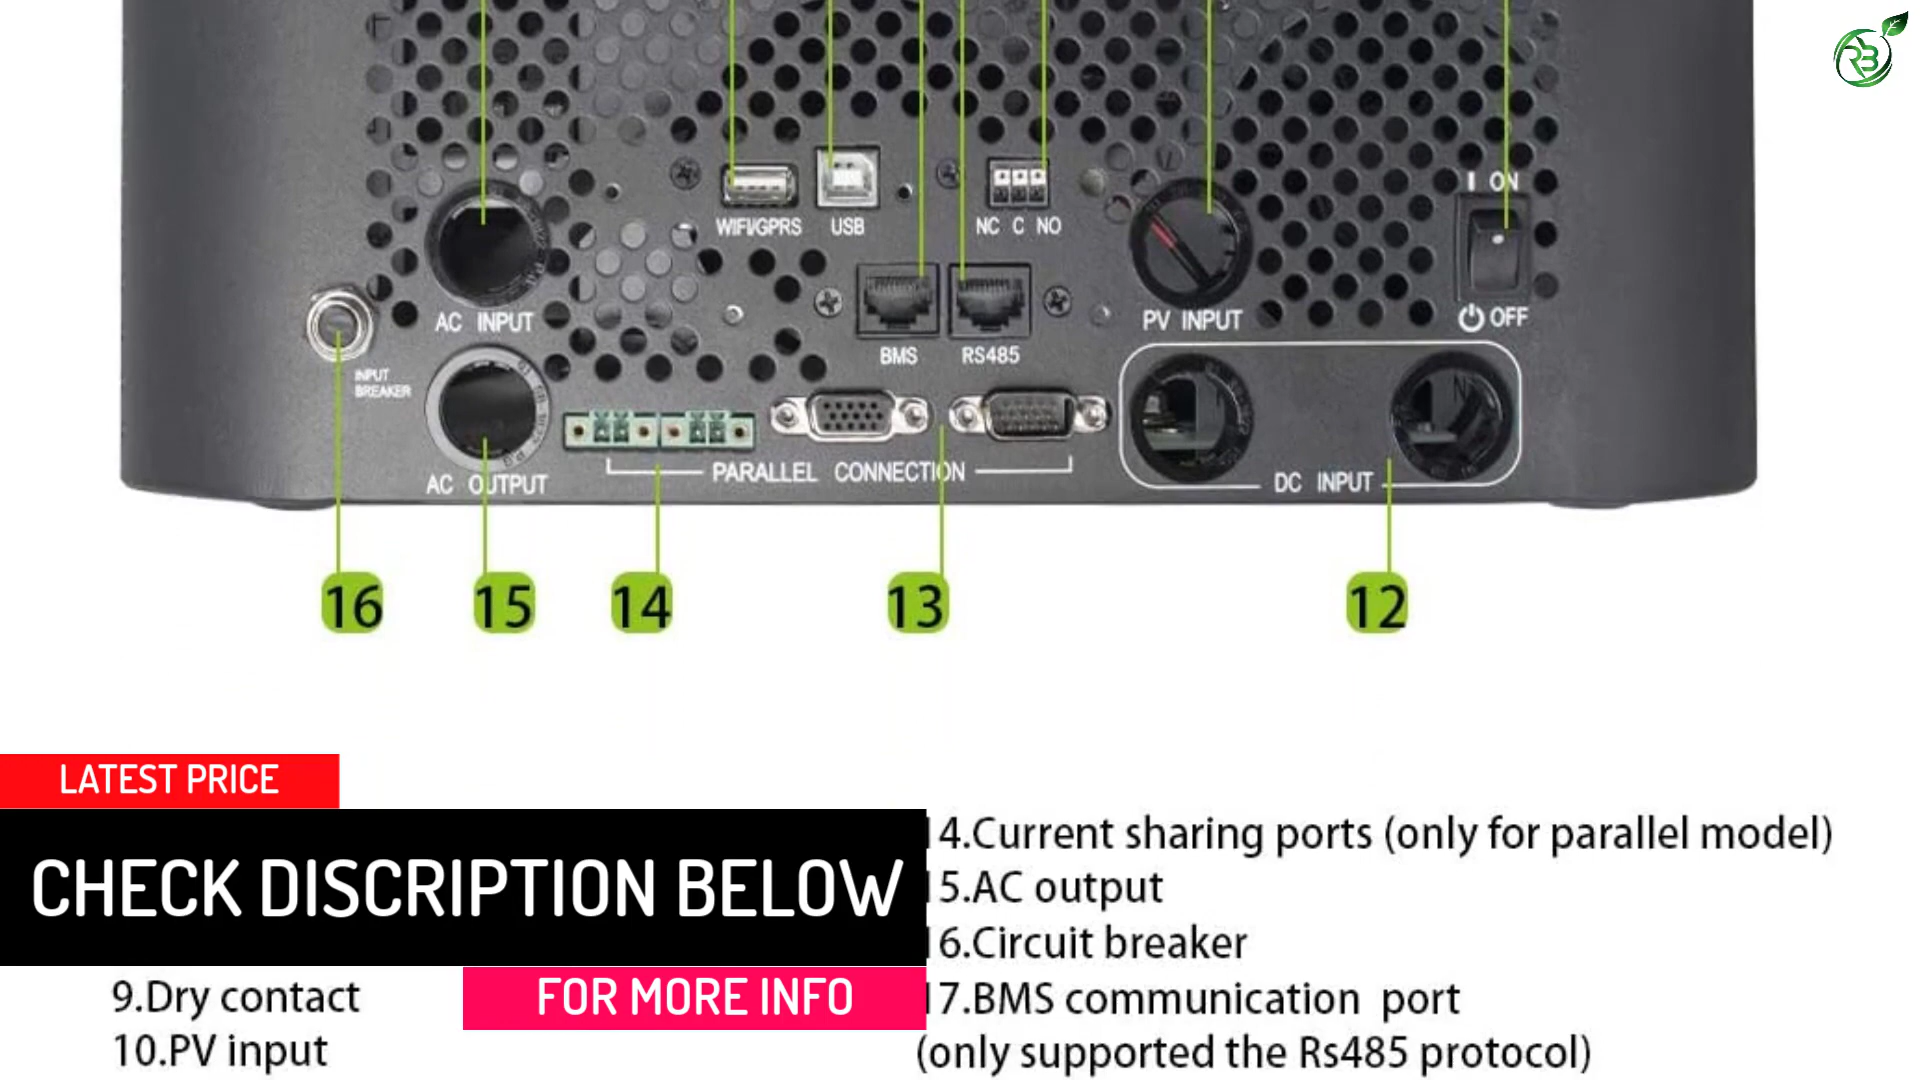 RB
I ON
WIFI/GPRS
USB
NC C NO
AC INPUT
PV INPUT
OFF
BMS
RS485
INPUT
BREAKER
PARALLEL CONNECTION
AC OUTPUT
DC INPUT
16
15
14
13
12
LATEST PRICE
CHECK DISCRIPTION BELOW
FOR MORE INFO
9.Dry contact
10.PV input
14.Current sharing ports (only for parallel model)
15.AC output
16.Circuit breaker
17.BMS communication port
(only supported the Rs485 protocol)